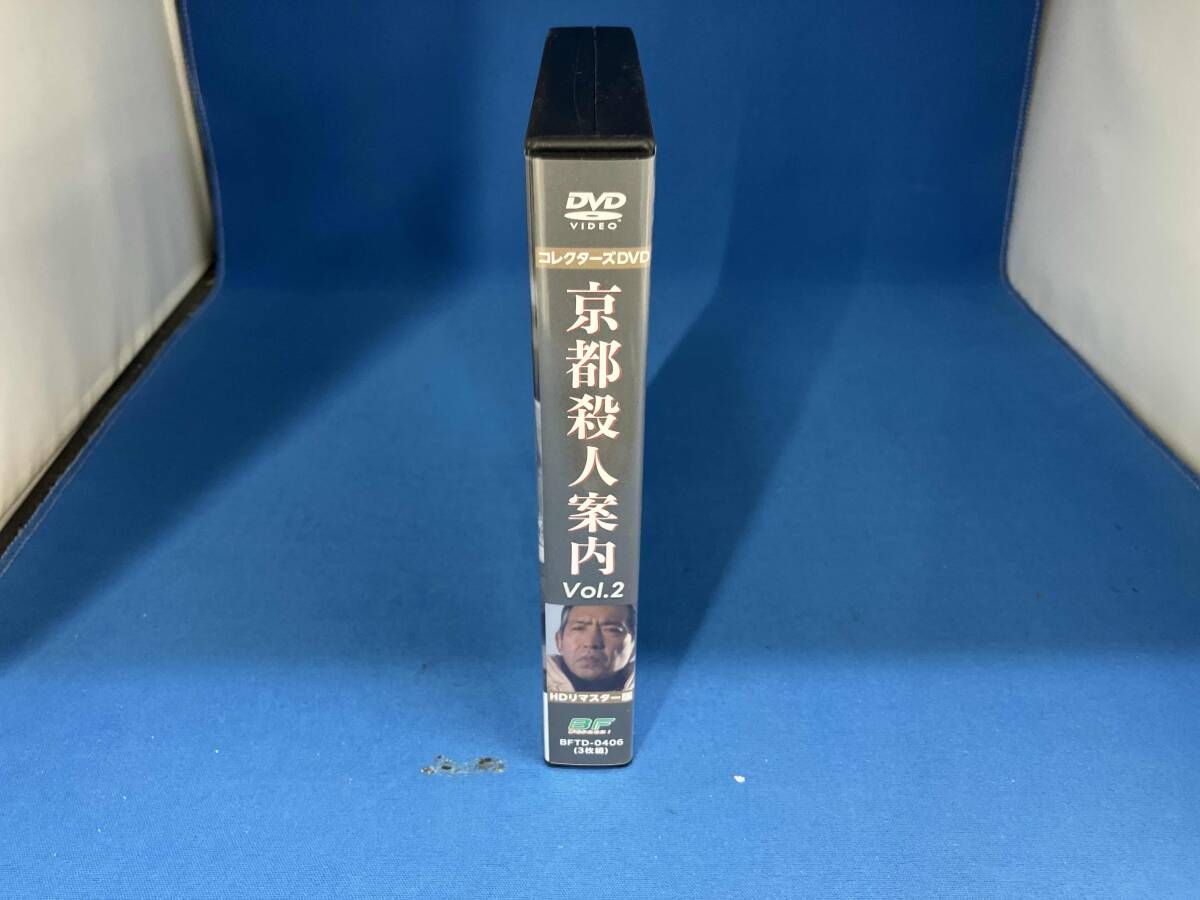 DVD
VIDEO
コレクターズDVD
京都殺人案内
Vol.2
HDリマスター版
BF
BFTD-0406
(3枚組)